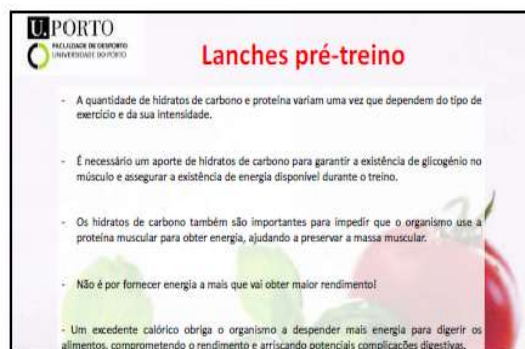 U. PORTO
FACULDADE DE DESPORTO
UNIVERSIDADE DO PORTO
Lanches pré-treino
- A quantidade de hidratos de carbono e proteína variam uma vez que dependem do tipo de
exercício e da sua intensidade.
- É necessário um aporte de hidratos de carbono para garantir a existência de glicogénio no
músculo e assegurar a existência de energia disponível durante o treino.
- Os hidratos de carbono também são importantes para impedir que o organismo use a
proteína muscular para obter energia, ajudando a preservar a massa muscular.
- Não é por fornecer energia a mais que vai obter maior rendimento!
- Um excedente calórico obriga o organismo a despender mais energia para digerir os
alimentos, comprometendo o rendimento e arriscando potenciais complicações digestivas.